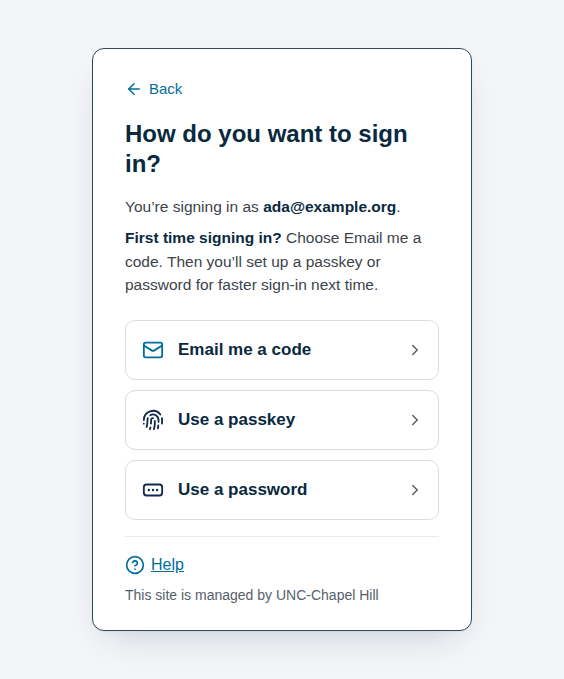 Back
How do you want to sign
in?
You’re signing in as ada@example.org.
First time signing in? Choose Email me a
code. Then you’ll set up a passkey or
password for faster sign-in next time.
Email me a code
Use a passkey
Use a password
Help
This site is managed by UNC-Chapel Hill